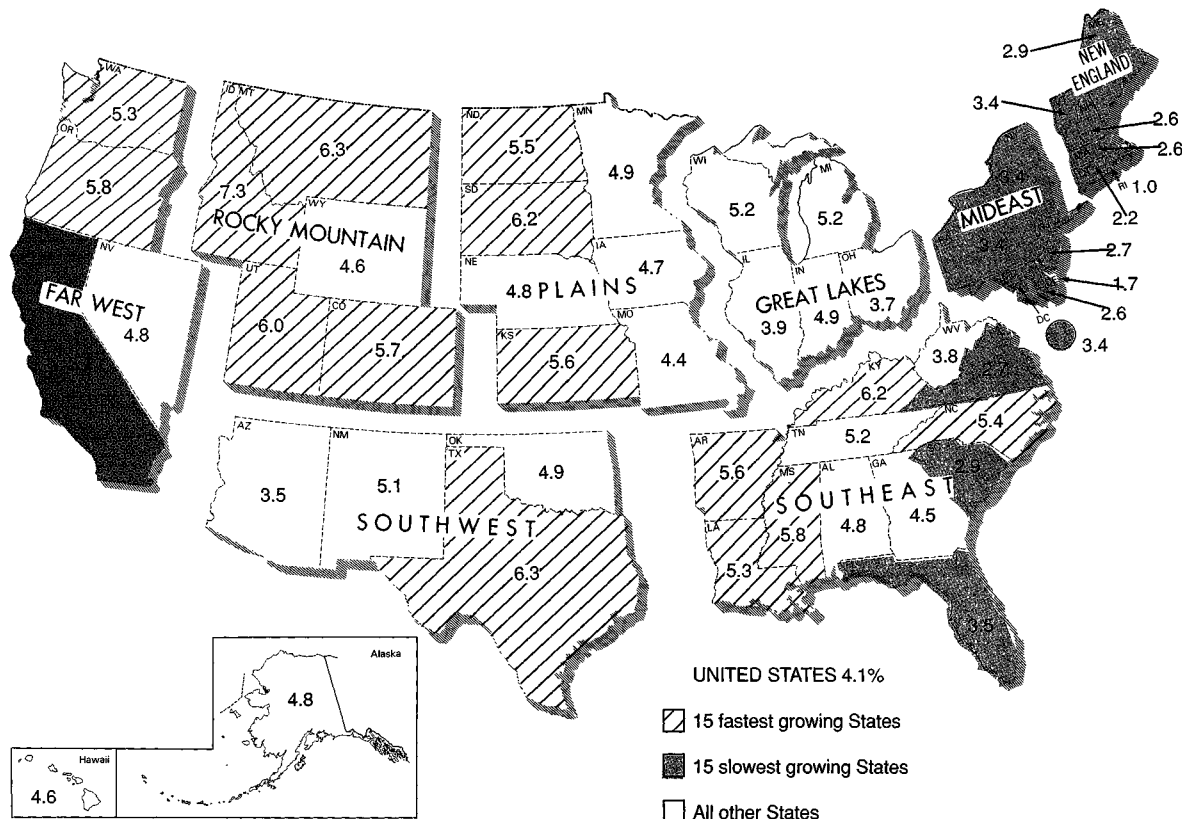 2.9
NEW
ENGLAND
3.4
2.6
2.6
RI
1.0
2.2
MIDEAST
3.4
2.7
1.7
2.6
DC
3.4
WA
5.3
OR
5.8
ID MT
6.3
7.3
ROCKY MOUNTAIN
WY
4.6
UT
6.0
CO
5.7
NV
FAR WEST
4.8
ND
5.5
SD
6.2
NE
4.8
PLAINS
KS
5.6
MN
4.9
IA
4.7
MO
4.4
WI
5.2
MI
5.2
GREAT LAKES
IL
3.9
IN
4.9
OH
3.7
AZ
3.5
NM
5.1
SOUTHWEST
OK
4.9
TX
6.3
WV
3.8
KY
6.2
TN
5.2
NC
5.4
2.9
AR
5.6
LA
5.3
MS
5.8
SOUTHEAST
AL
4.8
GA
4.5
3.5
Alaska
4.8
Hawaii
4.6
UNITED STATES 4.1%
15 fastest growing States
15 slowest growing States
All other States